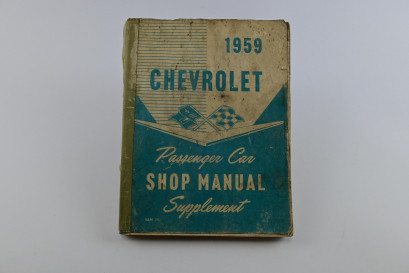 1959
CHEVROLET
Passenger Car
SHOP MANUAL
Supplement